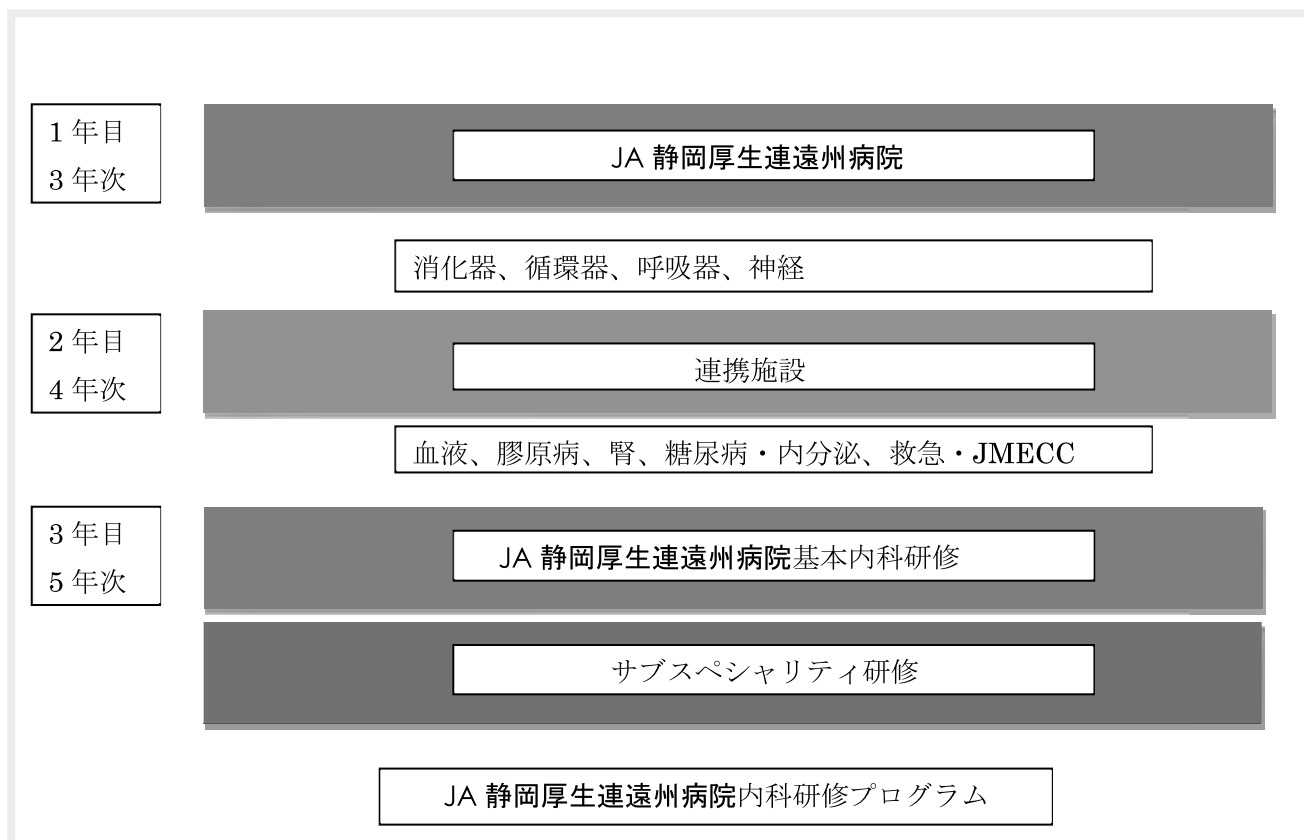 1 年目
3 年次
JA 静岡厚生連遠州病院
消化器、循環器、呼吸器、神経
2 年目
4 年次
連携施設
血液、膠原病、腎、糖尿病・内分泌、救急・JMECC
3 年目
5 年次
JA 静岡厚生連遠州病院基本内科研修
サブスペシャリティ研修
JA 静岡厚生連遠州病院内科研修プログラム